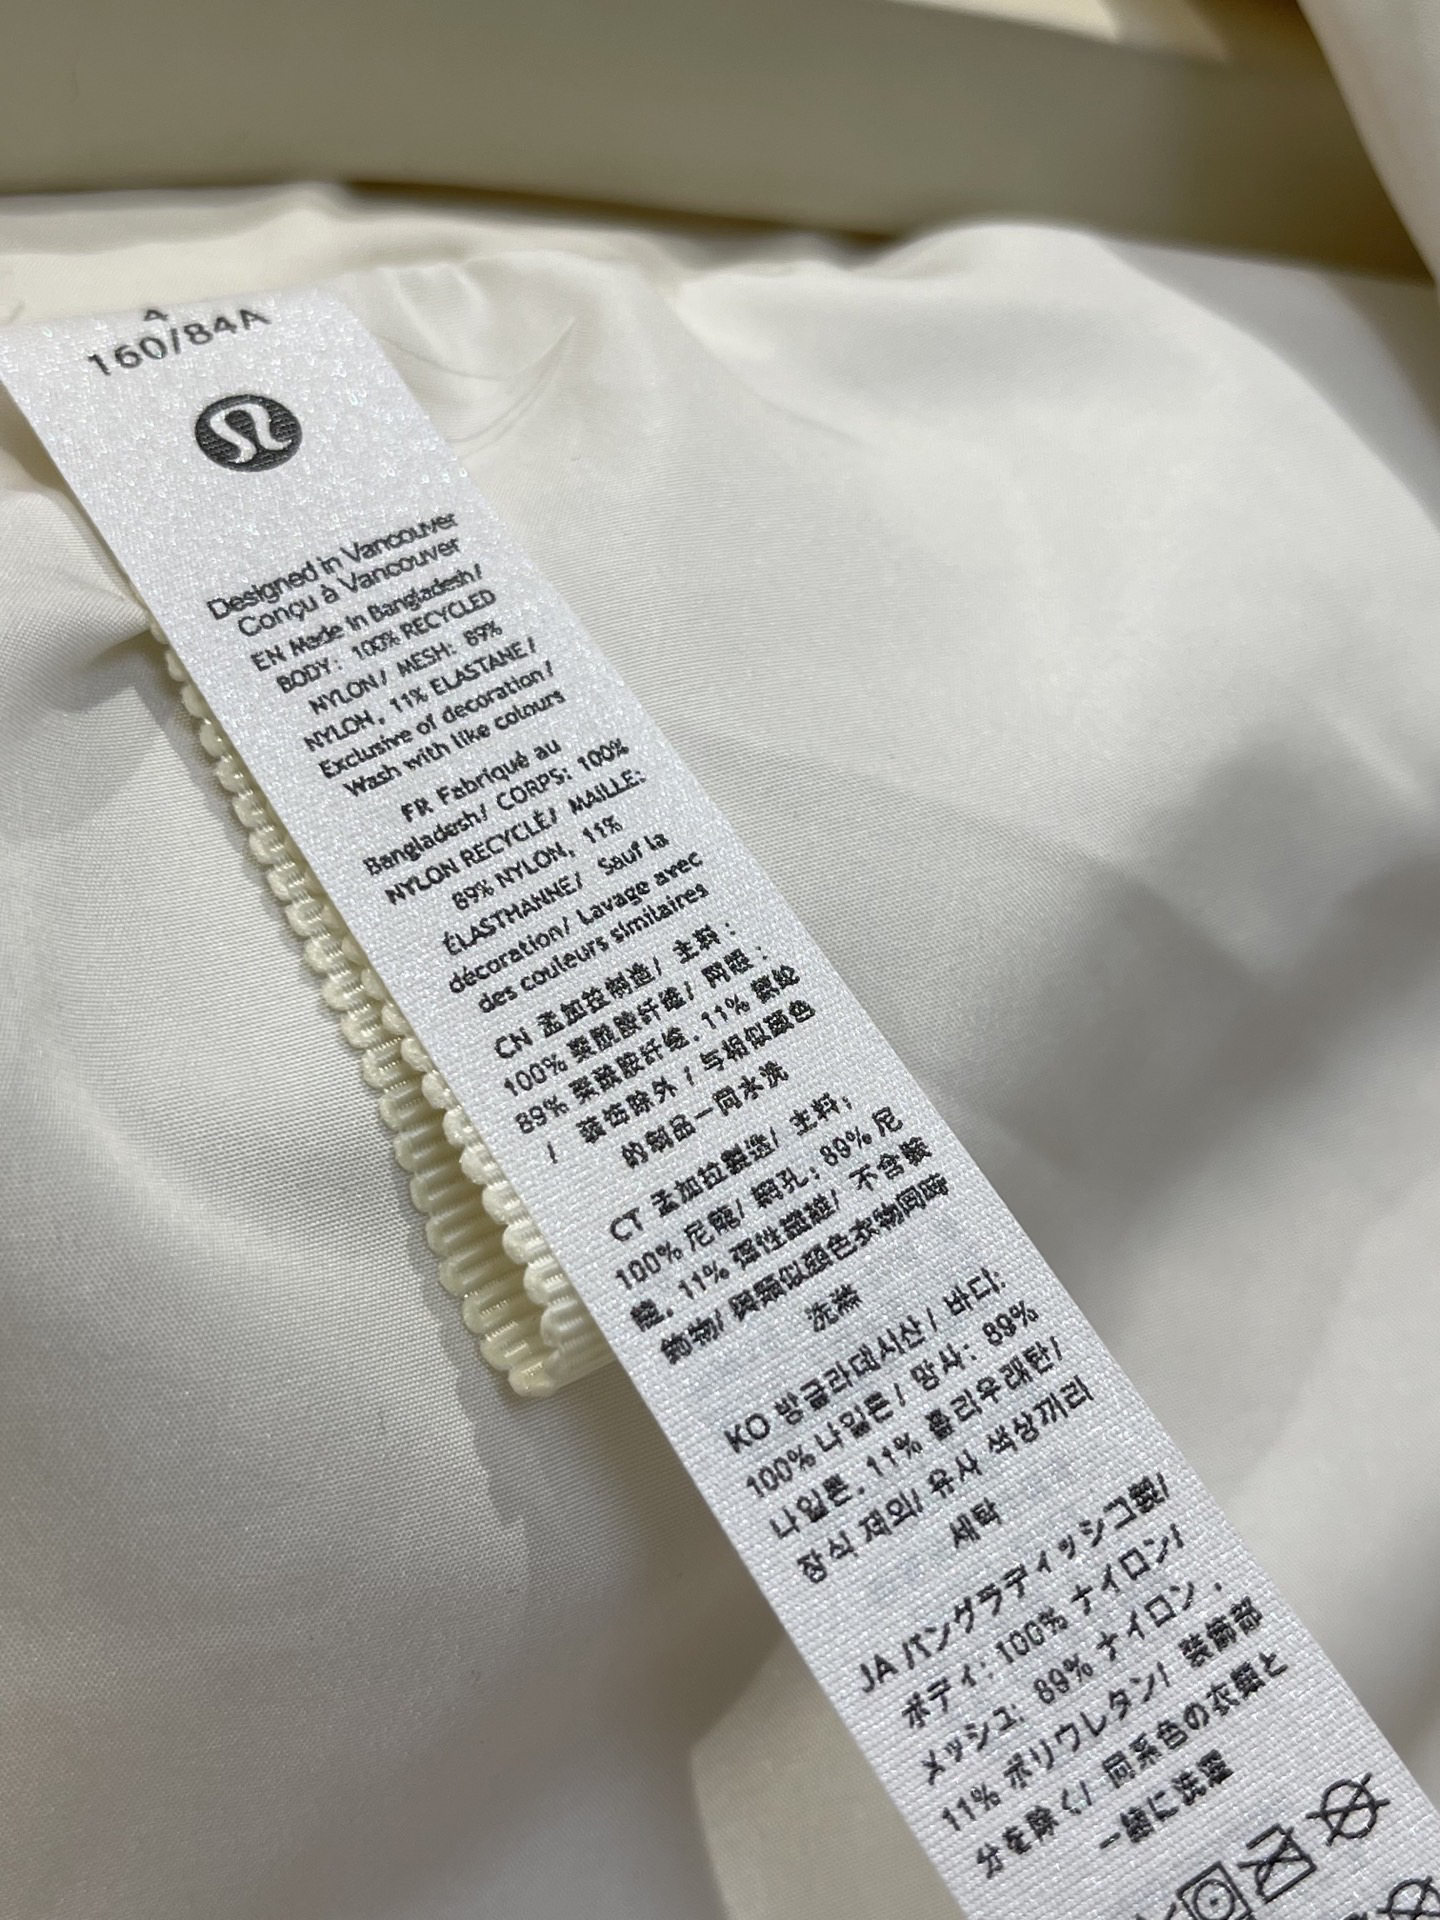 4
160/84A
Designed in Vancouver
Conçu à Vancouver
EN Made in Bangladesh/
BODY: 100% RECYCLED
NYLON/ MESH: 89%
NYLON, 11% ELASTANE/
Exclusive of decoration/
Wash with like colours
FR Fabriqué au
Bangladesh/ CORPS: 100%
NYLON RECYCLÉ/ MAILLE:
89% NYLON, 11%
ÉLASTHANNE/ Sauf la
décoration/ Lavage avec
des couleurs similaires
CN 孟加拉制造/ 主料:
100% 聚酰胺纤维/ 网眼:
89% 聚酰胺纤维, 11% 氨纶
/ 装饰除外 / 与相似颜色
的制品一同水洗
CT 孟加拉製造/ 主料:
100% 尼龍/ 網孔: 89% 尼
龍, 11% 彈性纖維/ 不含裝
飾物/ 與類似顏色衣物同時
洗滌
KO 방글라데시산 / 바디:
100% 나일론/ 망사: 89%
나일론, 11% 폴리우레탄/
장식 제외/ 유사 색상끼리
세탁
JA バングラディッシュ製/
ボディ: 100% ナイロン/
メッシュ: 89% ナイロン,
11% ポリウレタン/ 装飾部
分を除く/ 同系色の衣類と
一緒に洗濯